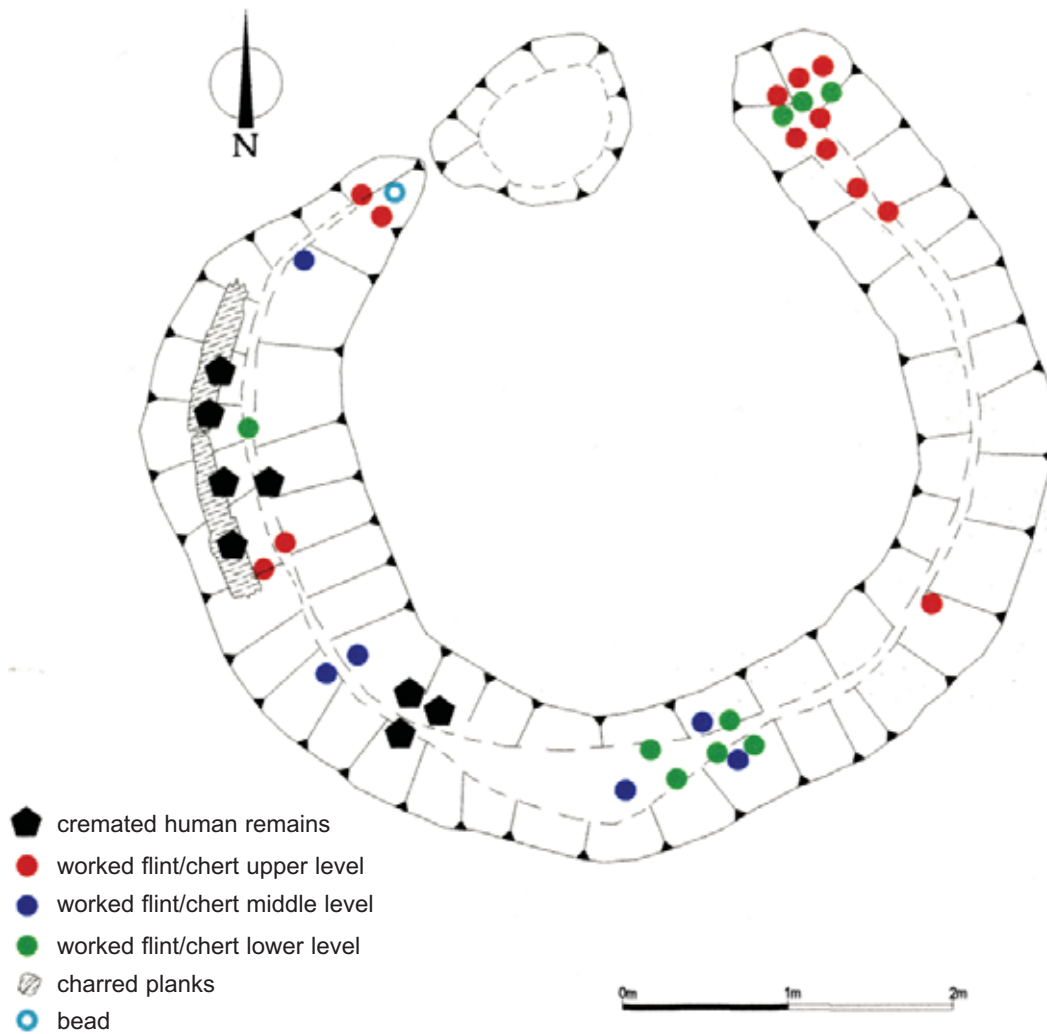 N
cremated human remains
worked flint/chert upper level
worked flint/chert middle level
worked flint/chert lower level
charred planks
bead
0m 1m 2m